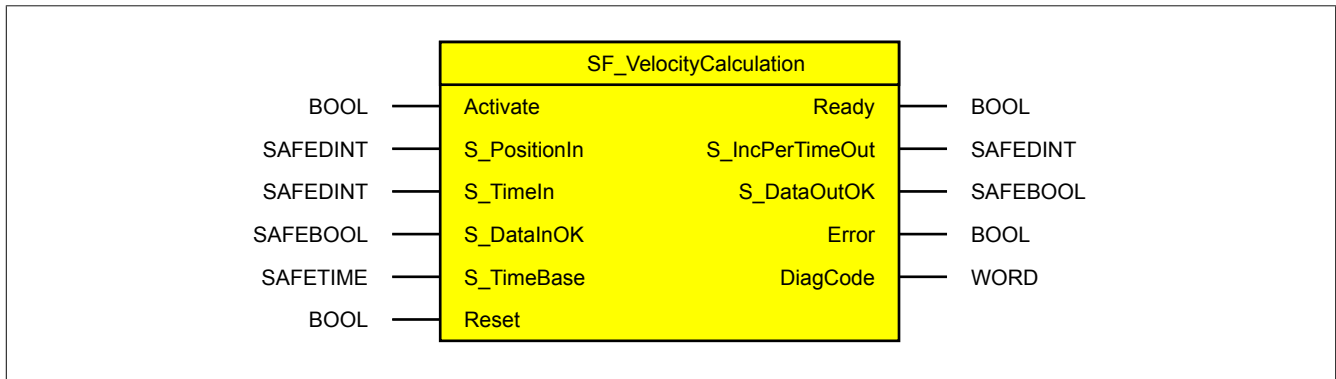 SF_VelocityCalculation
BOOL Activate Ready BOOL
SAFEDINT S_PositionIn S_IncPerTimeOut SAFEDINT
SAFEDINT S_TimeIn S_DataOutOK SAFEBOOL
SAFEBOOL S_DataInOK Error BOOL
SAFETIME S_TimeBase DiagCode WORD
BOOL Reset